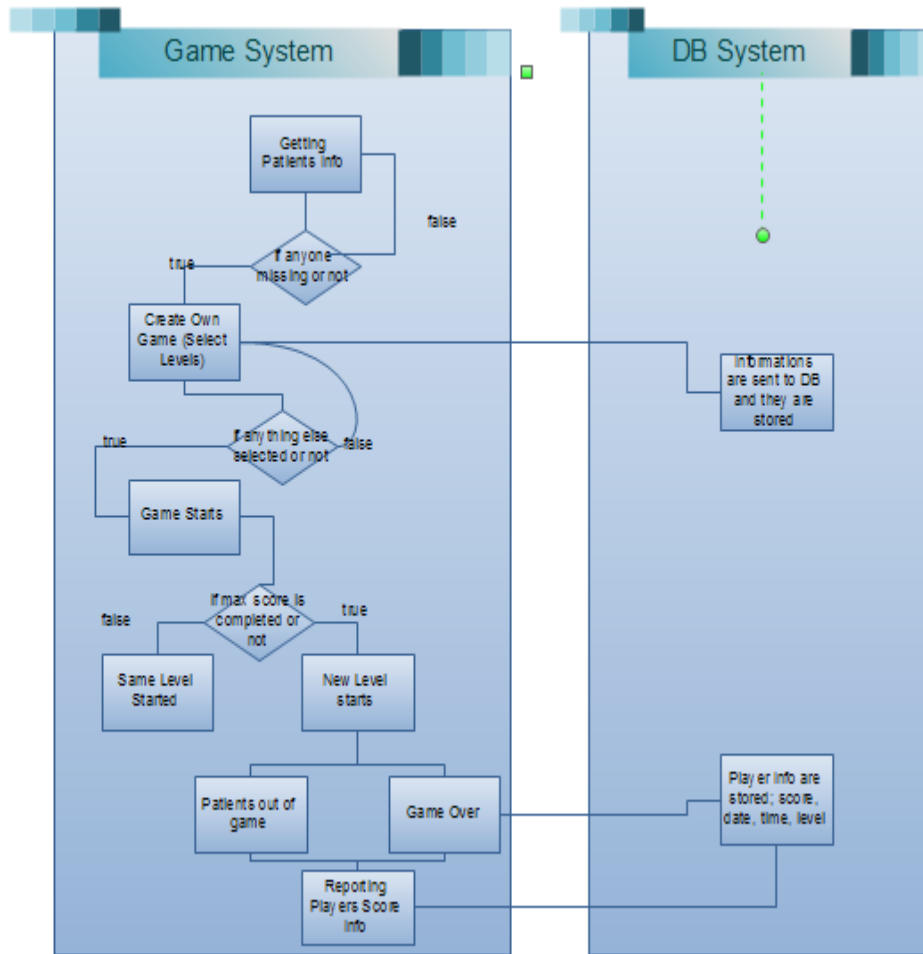 Game System
DB System
Getting
Patients Info
false
If anyone
missing or not
true
Create Own
Game (Select
Levels)
Informations
are sent to DB
and they are
stored
If anything else
selected or not
true
false
Game Starts
If max score is
completed or
not
false
true
Same Level
Started
New Level
starts
Patients out of
game
Game Over
Player info are
stored; score,
date, time, level
Reporting
Players Score
Info